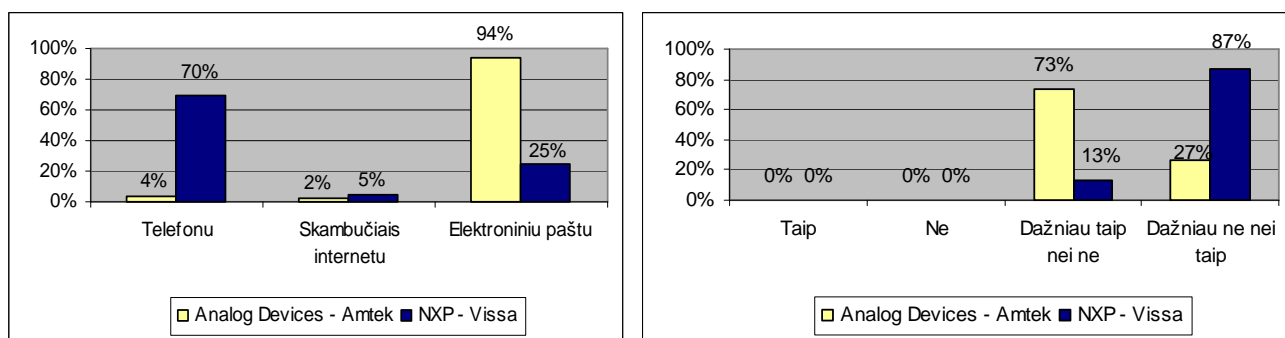 94%
100%
80%
70%
60%
40%
25%
20%
4%
2%
5%
0%
Telefonu
Skambučiais
internetu
Elektroniniu paštu
Analog Devices - Amtek
NXP - Vissa
87%
100%
73%
80%
60%
40%
27%
13%
20%
0% 0%
0% 0%
0%
Taip
Ne
Dažniau taip
nei ne
Dažniau ne nei
taip
Analog Devices - Amtek
NXP - Vissa